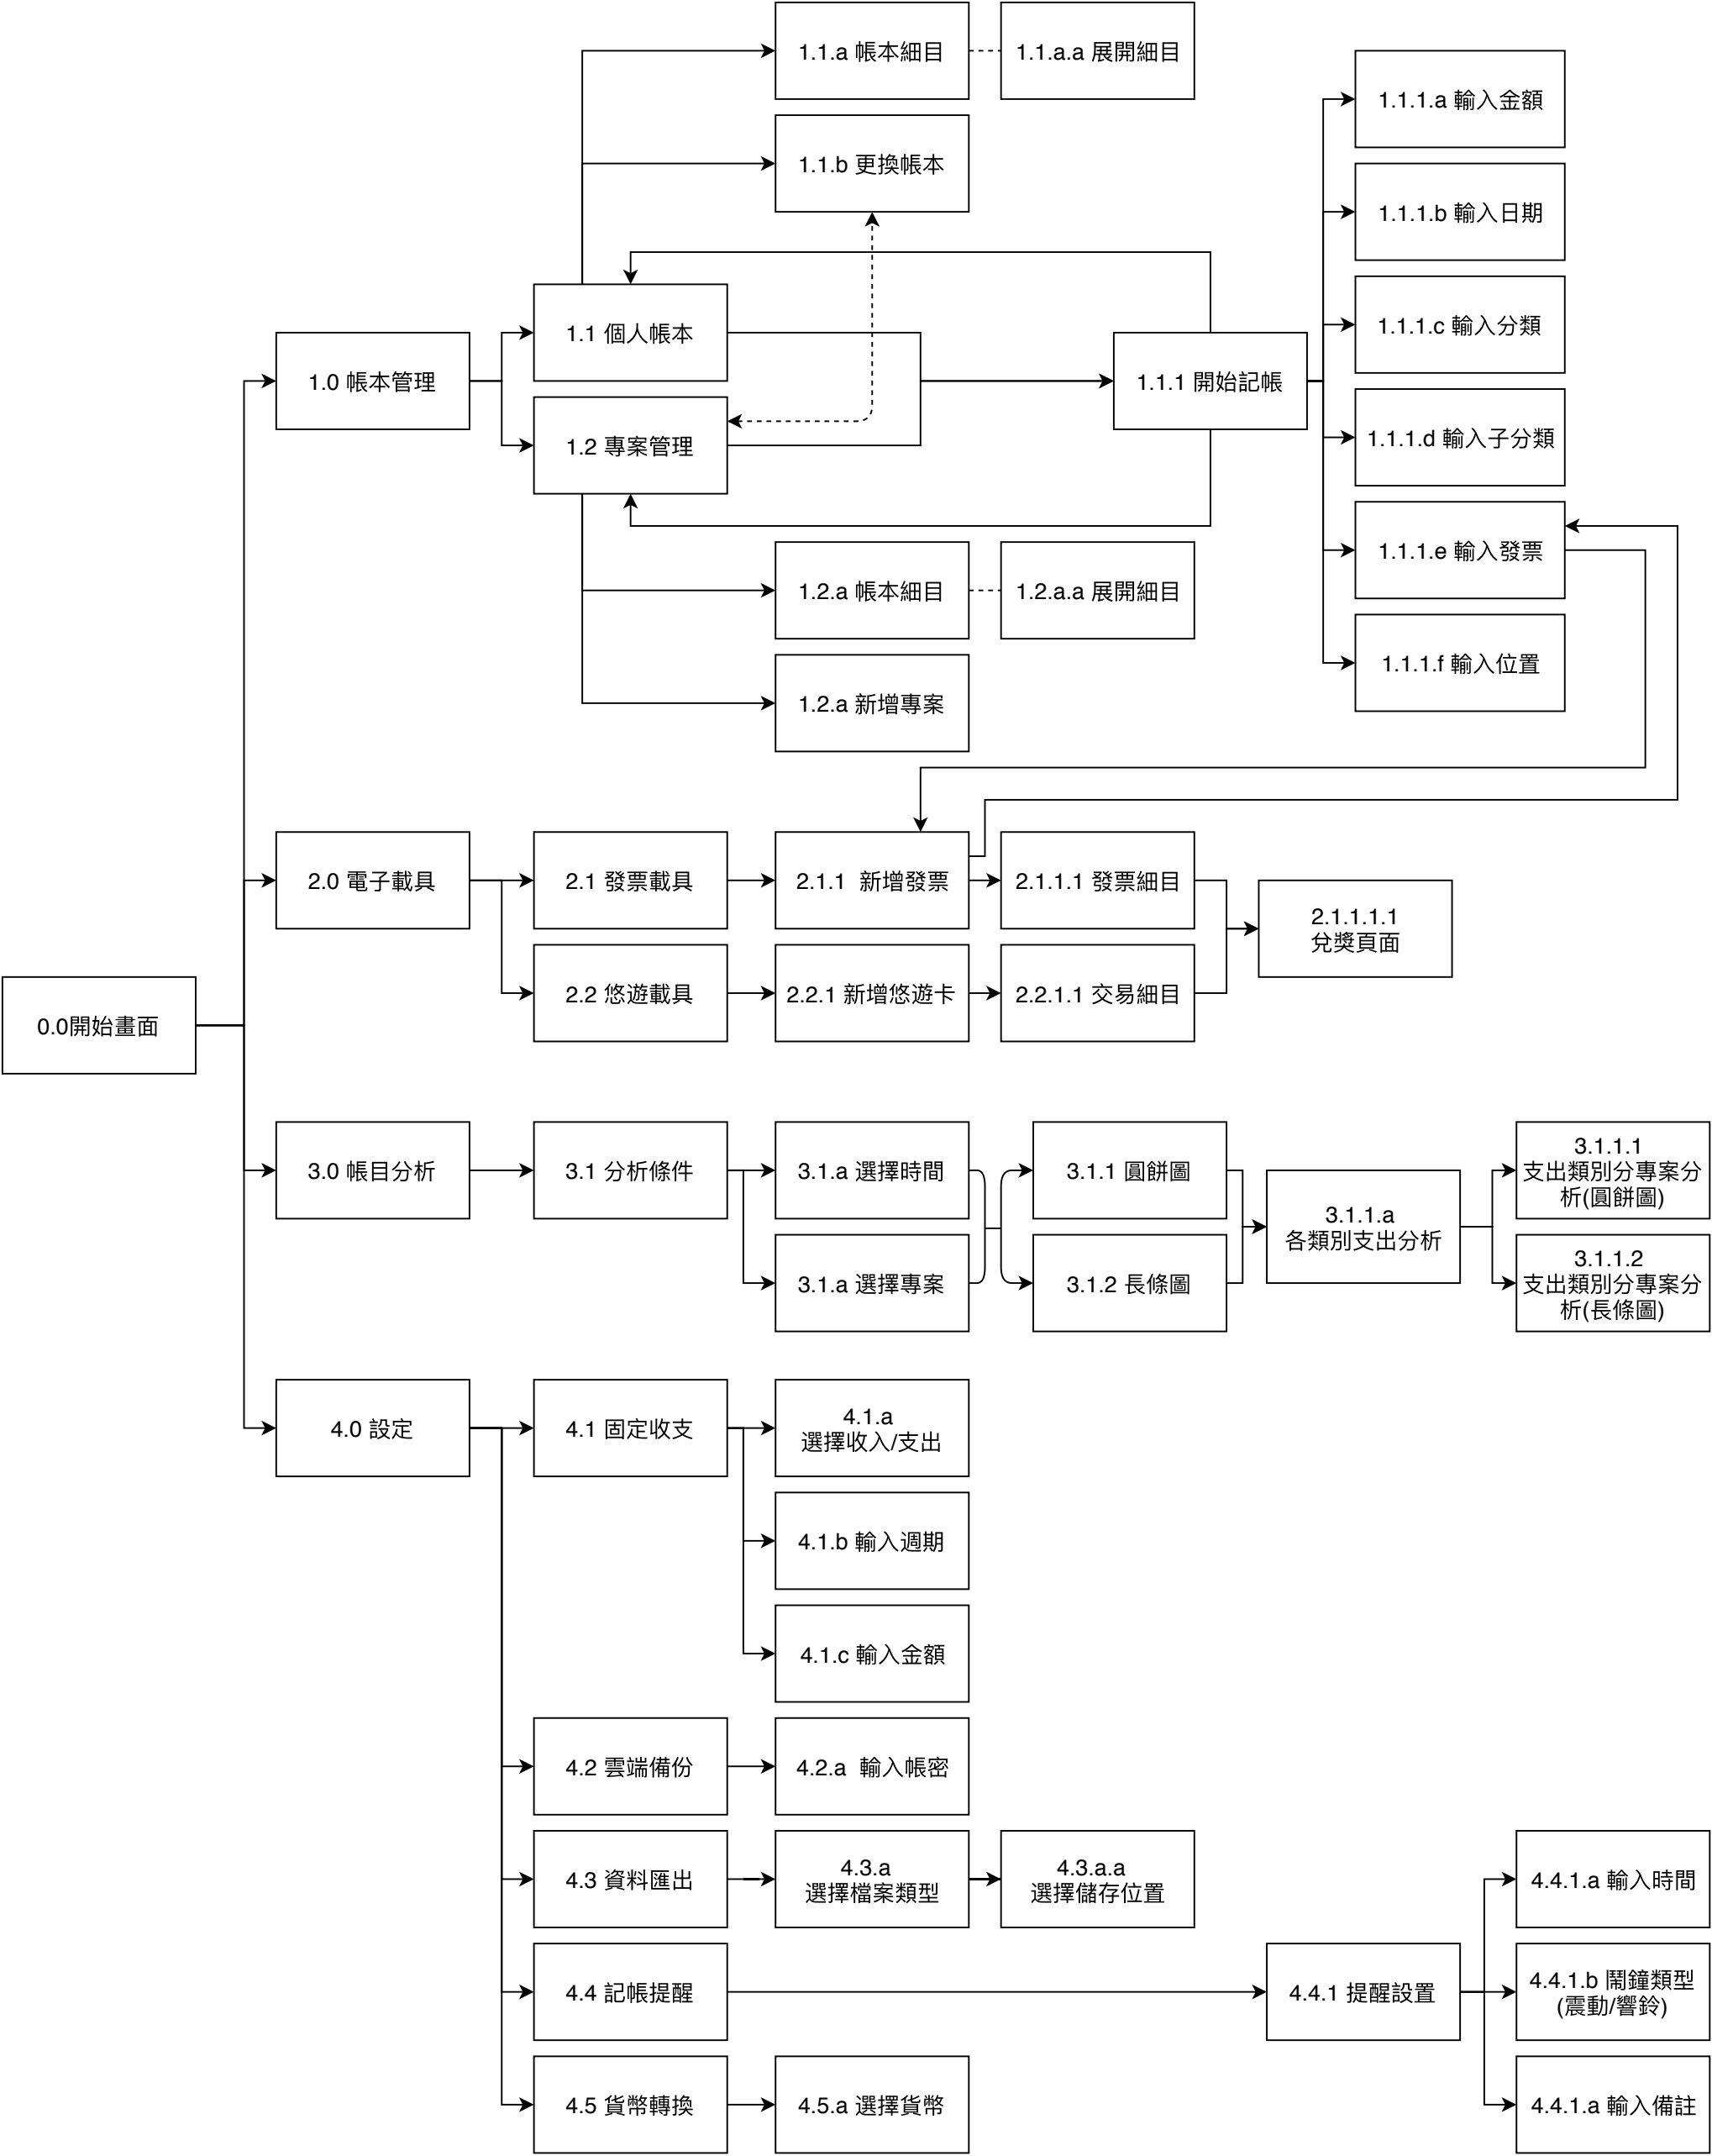 1.1.a 帳本細目
1.1.a.a 展開細目
1.1.b 更換帳本
1.1.1.a 輸入金額
1.1.1.b 輸入日期
1.1.1.c 輸入分類
1.1.1.d 輸入子分類
1.1.1.e 輸入發票
1.1.1.f 輸入位置
1.0 帳本管理
1.1 個人帳本
1.2 專案管理
1.1.1 開始記帳
1.2.a 帳本細目
1.2.a.a 展開細目
1.2.a 新增專案
2.0 電子載具
2.1 發票載具
2.1.1  新增發票
2.1.1.1 發票細目
2.1.1.1.1
兌獎頁面
2.2 悠遊載具
2.2.1 新增悠遊卡
2.2.1.1 交易細目
0.0開始畫面
3.0 帳目分析
3.1 分析條件
3.1.a 選擇時間
3.1.a 選擇專案
3.1.1 圓餅圖
3.1.2 長條圖
3.1.1.a
各類別支出分析
3.1.1.1
支出類別分專案分
析(圓餅圖)
3.1.1.2
支出類別分專案分
析(長條圖)
4.0 設定
4.1 固定收支
4.1.a
選擇收入/支出
4.1.b 輸入週期
4.1.c 輸入金額
4.2 雲端備份
4.2.a  輸入帳密
4.3 資料匯出
4.3.a
選擇檔案類型
4.3.a.a
選擇儲存位置
4.4 記帳提醒
4.4.1 提醒設置
4.4.1.a 輸入時間
4.4.1.b 鬧鐘類型
(震動/響鈴)
4.4.1.a 輸入備註
4.5 貨幣轉換
4.5.a 選擇貨幣